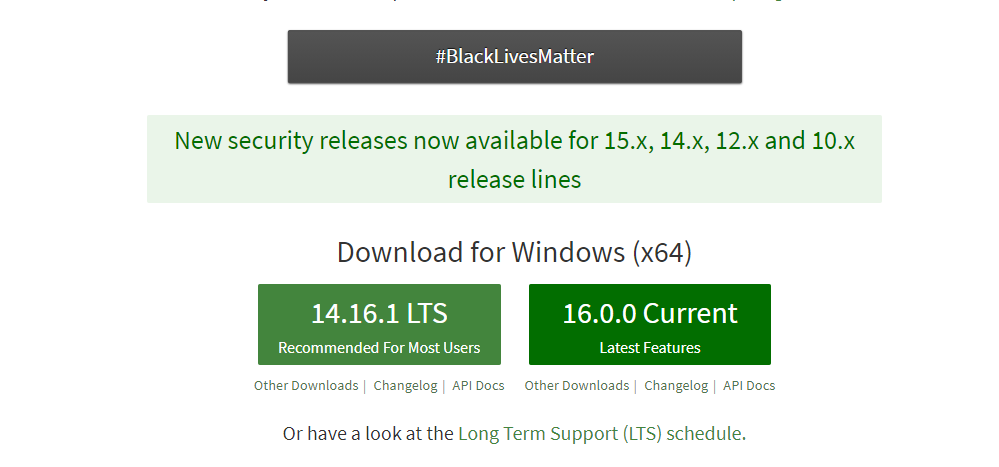 #BlackLivesMatter
New security releases now available for 15.x, 14.x, 12.x and 10.x
release lines
Download for Windows (x64)
14.16.1 LTS
Recommended For Most Users
16.0.0 Current
Latest Features
Other Downloads | Changelog | API Docs
Other Downloads | Changelog | API Docs
Or have a look at the Long Term Support (LTS) schedule.